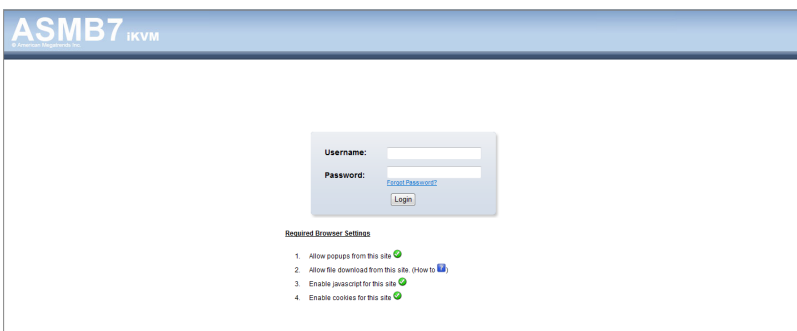 ASMB7 iKVM
© American Megatrends Inc.
Username:
Password:
Forgot Password?
Login
Required Browser Settings
1. Allow popups from this site
2. Allow file download from this site. (How to ?)
3. Enable javascript for this site
4. Enable cookies for this site